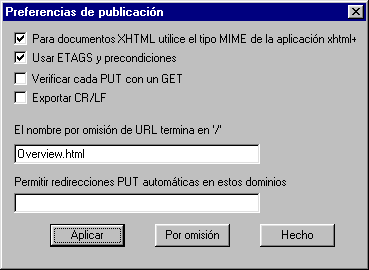 Preferencias de publicación
Para documentos XHTML utilice el tipo MIME de la aplicación xhtml+
Usar ETAGS y precondiciones
Verificar cada PUT con un GET
Exportar CR/LF
El nombre por omisión de URL termina en '/'
Overview.html
Permitir redirecciones PUT automáticas en estos dominios
Aplicar Por omisión Hecho